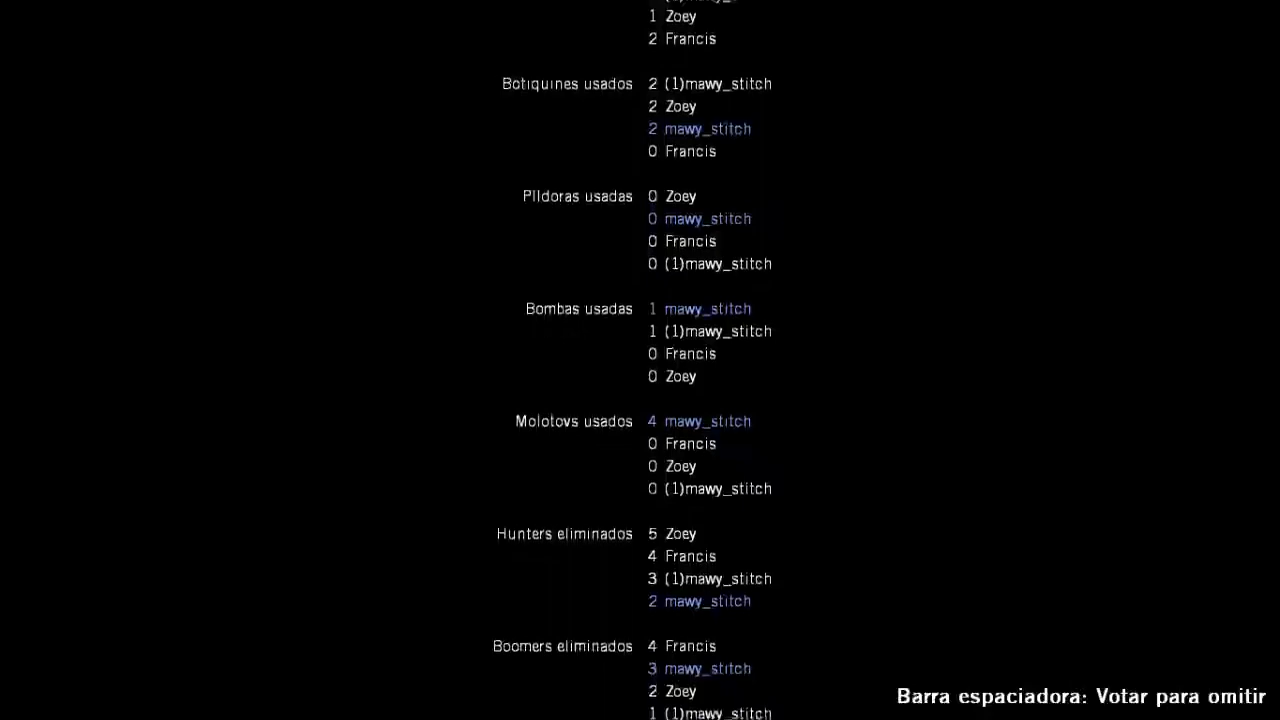 1 Zoey
2 Francis
Botiquines usados 2 (1)mawy_stitch
2 Zoey
2 mawy_stitch
0 Francis
Píldoras usadas 0 Zoey
0 mawy_stitch
0 Francis
0 (1)mawy_stitch
Bombas usadas 1 mawy_stitch
1 (1)mawy_stitch
0 Francis
0 Zoey
Molotovs usados 4 mawy_stitch
0 Francis
0 Zoey
0 (1)mawy_stitch
Hunters eliminados 5 Zoey
4 Francis
3 (1)mawy_stitch
2 mawy_stitch
Boomers eliminados 4 Francis
3 mawy_stitch
2 Zoey
1 (1)mawy_stitch
Barra espaciadora: Votar para omitir